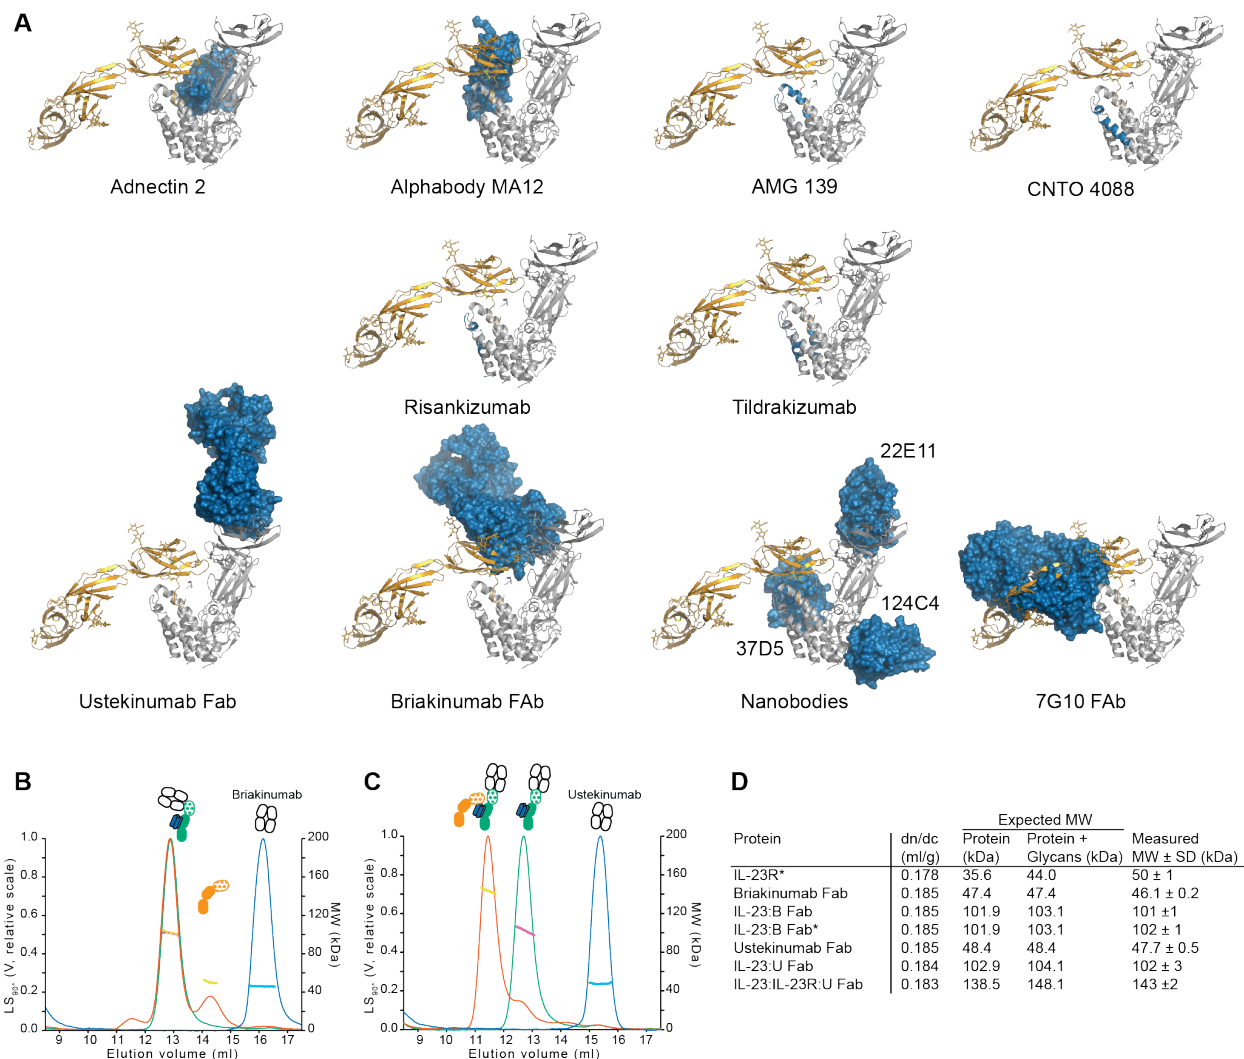 A
Adnectin 2
Alphabody MA12
AMG 139
CNTO 4088
Risankizumab
Tildrakizumab
22E11
124C4
37D5
Ustekinumab Fab
Briakinumab FAb
Nanobodies
7G10 FAb
B
Briakinumab
1.0
0.8
0.6
0.4
0.2
0.0
LS90° (V, relative scale)
200
160
120
80
40
0
MW (kDa)
9 10 11 12 13 14 15 16 17
Elution volume (ml)
C
Ustekinumab
1.0
0.8
0.6
0.4
0.2
0.0
LS90° (V, relative scale)
200
160
120
80
40
0
MW (kDa)
9 10 11 12 13 14 15 16 17
Elution volume (ml)
D
Expected MW
Protein dn/dc Protein Protein + Measured
(ml/g) (kDa) Glycans (kDa) MW ± SD (kDa)
IL-23R* 0.178 35.6 44.0 50 ± 1
Briakinumab Fab 0.185 47.4 47.4 46.1 ± 0.2
IL-23:B Fab 0.185 101.9 103.1 101 ±1
IL-23:B Fab* 0.185 101.9 103.1 102 ± 1
Ustekinumab Fab 0.185 48.4 48.4 47.7 ± 0.5
IL-23:U Fab 0.184 102.9 104.1 102 ± 3
IL-23:IL-23R:U Fab 0.183 138.5 148.1 143 ±2